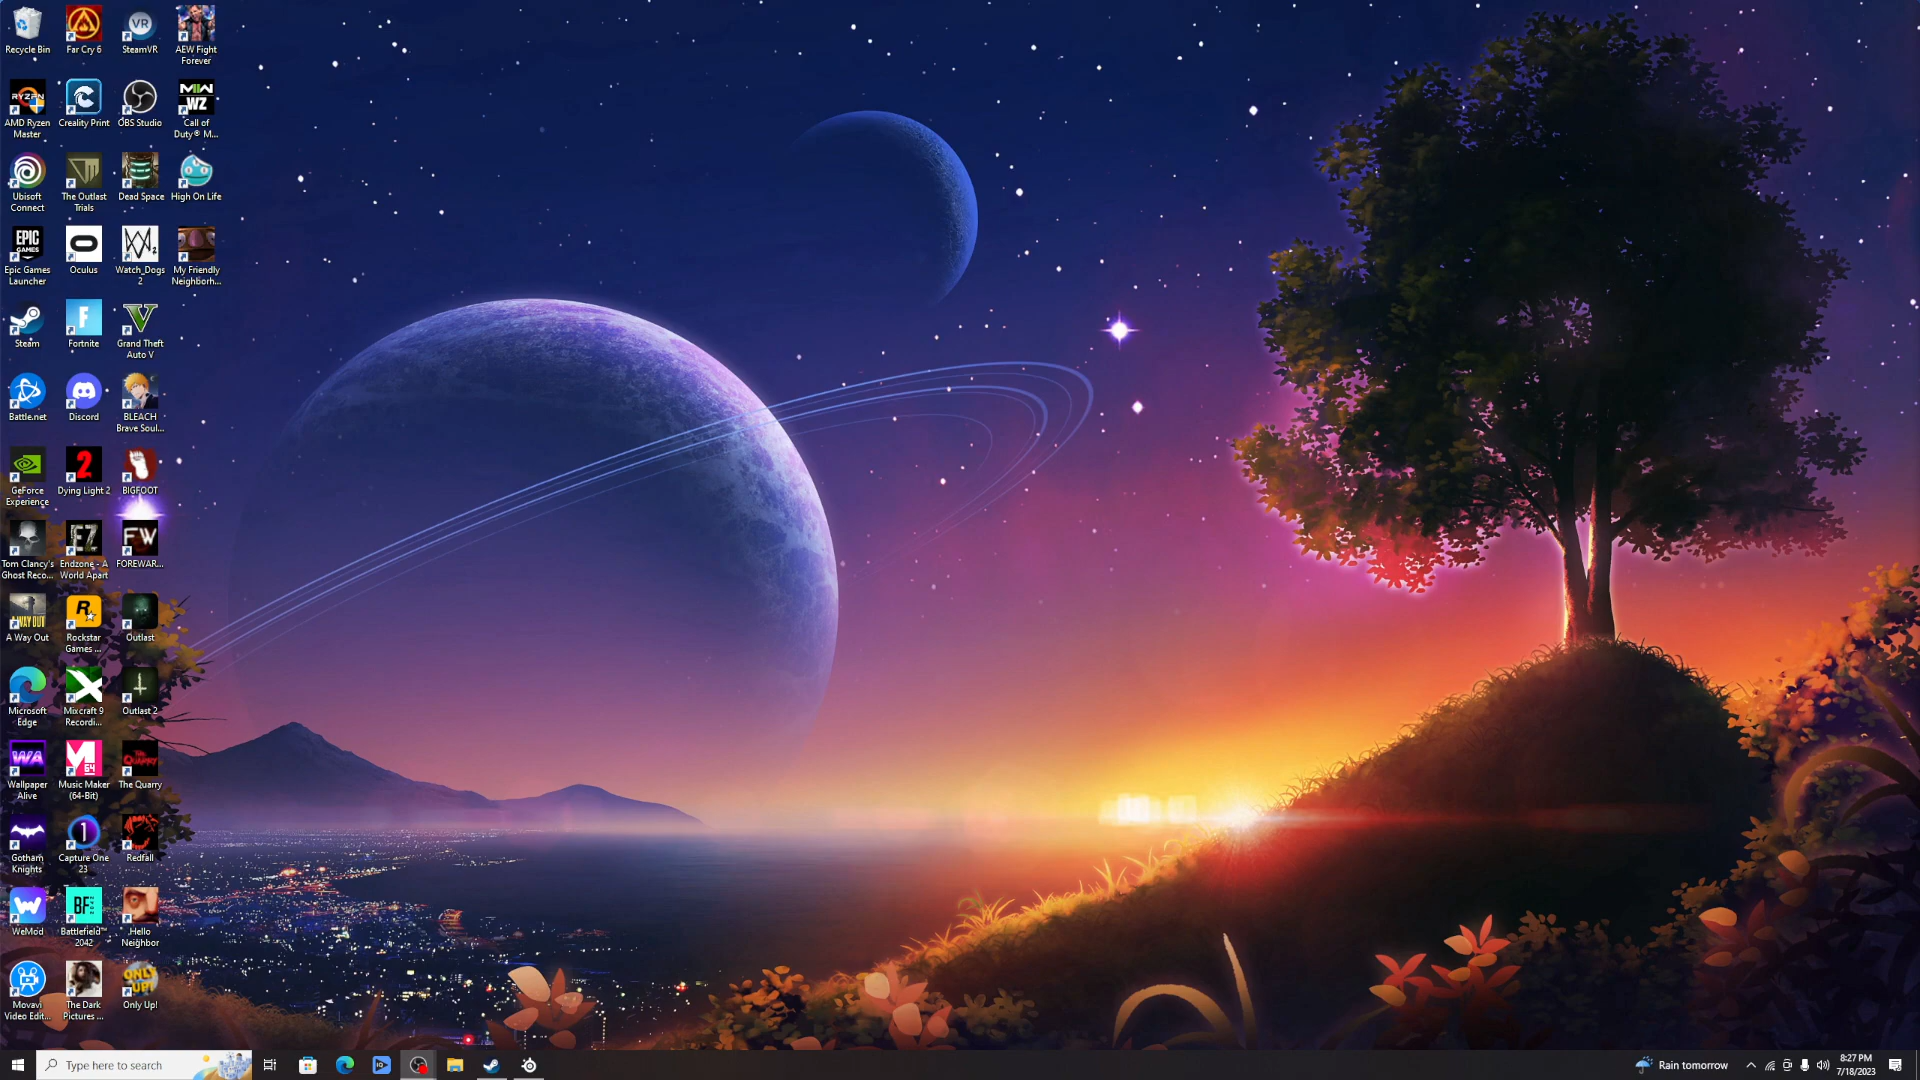 Recycle Bin
Far Cry 6
SteamVR
AEW Fight
Forever
AMD Ryzen
Master
Creality Print
OBS Studio
Call of
Duty® M...
Ubisoft
Connect
The Outlast
Trials
Dead Space
High On Life
Epic Games
Launcher
Oculus
Watch_Dogs
2
My Friendly
Neighborh...
Steam
Fortnite
Grand Theft
Auto V
Battle.net
Discord
BLEACH
Brave Soul...
GeForce
Experience
Dying Light 2
BIGFOOT
Tom Clancy's
Ghost Reco...
Endzone - A
World Apart
FOREWAR...
A Way Out
Rockstar
Games ...
Outlast
Microsoft
Edge
Mixcraft 9
Recordi...
Outlast 2
Wallpaper
Alive
Music Maker
(64-Bit)
The Quarry
Gotham
Knights
Capture One
23
Redfall
WeMod
Battlefield™
2042
Hello
Neighbor
Movavi
Video Edit...
The Dark
Pictures ...
Only Up!
Type here to search
Rain tomorrow
8:27 PM
7/18/2023